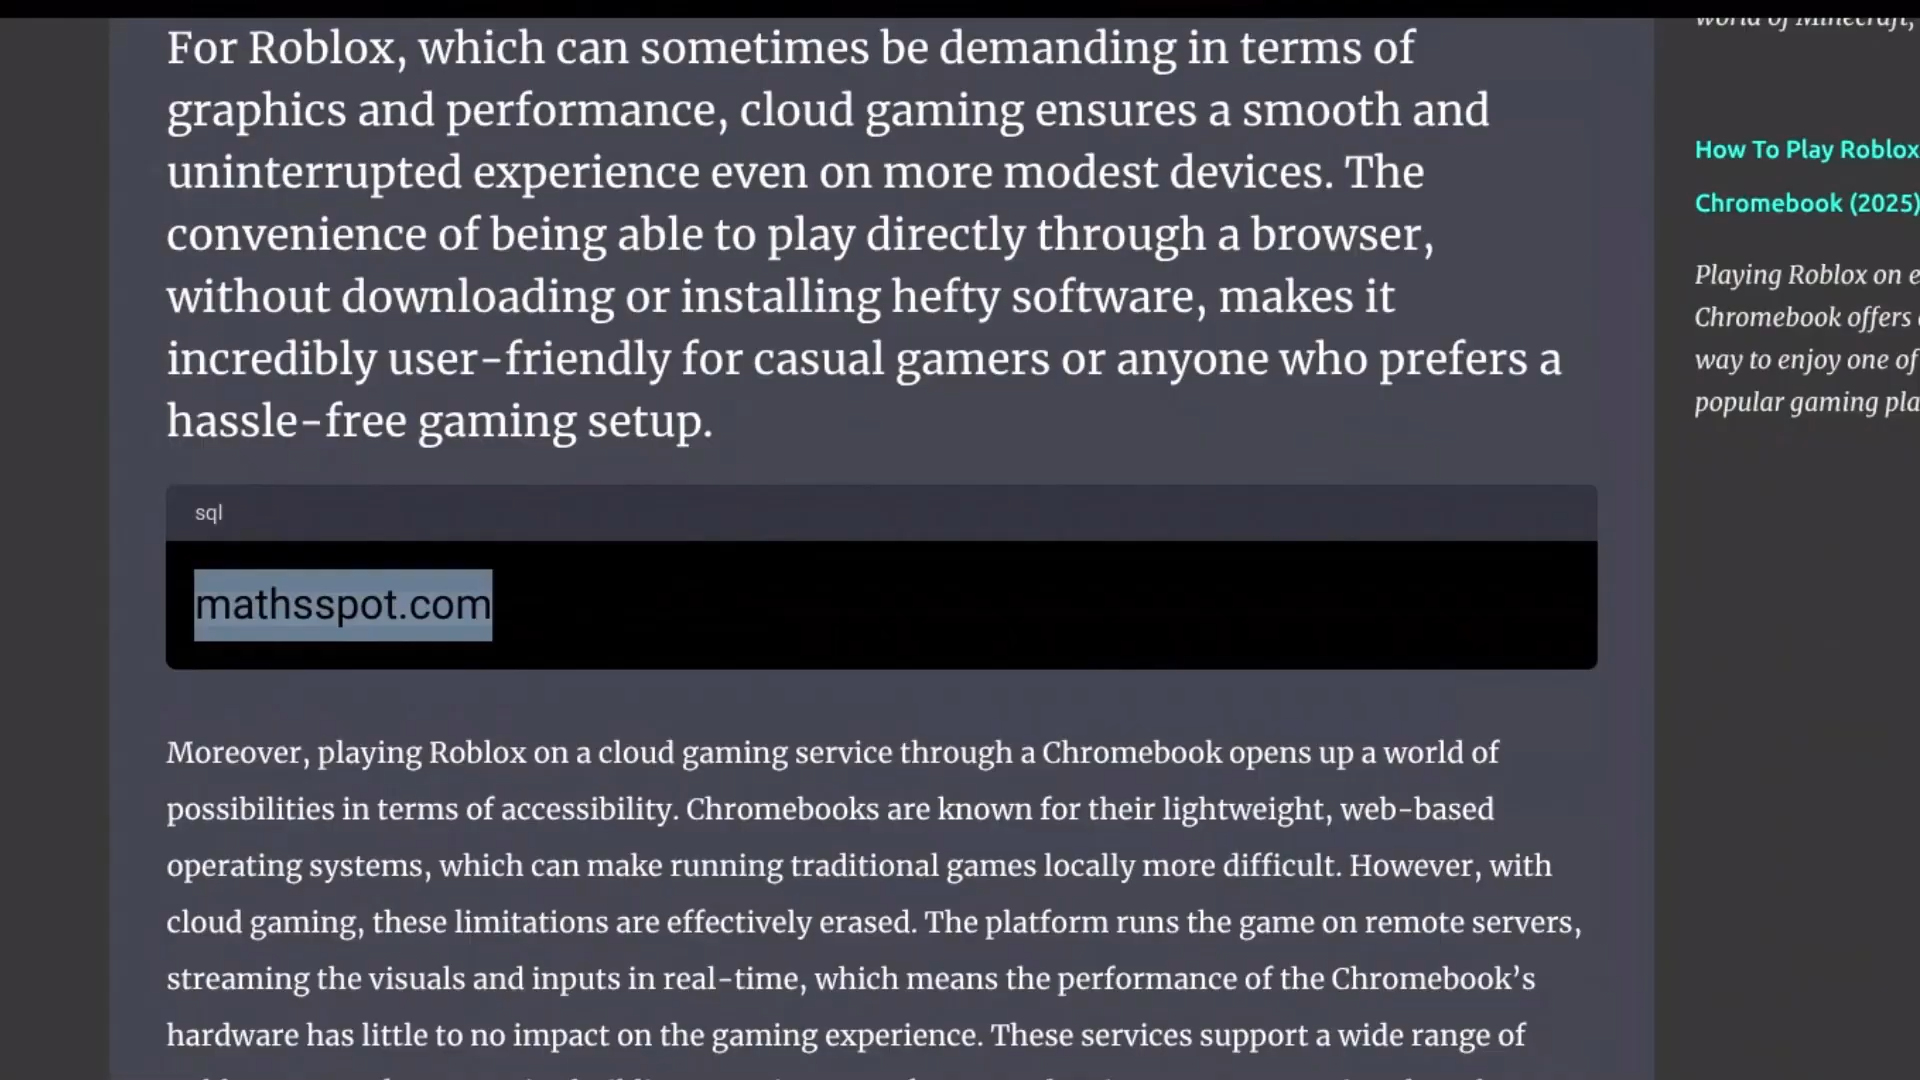 For Roblox, which can sometimes be demanding in terms of
graphics and performance, cloud gaming ensures a smooth and
uninterrupted experience even on more modest devices. The
convenience of being able to play directly through a browser,
without downloading or installing hefty software, makes it
incredibly user-friendly for casual gamers or anyone who prefers a
hassle-free gaming setup.
sql
mathsspot.com
Moreover, playing Roblox on a cloud gaming service through a Chromebook opens up a world of
possibilities in terms of accessibility. Chromebooks are known for their lightweight, web-based
operating systems, which can make running traditional games locally more difficult. However, with
cloud gaming, these limitations are effectively erased. The platform runs the game on remote servers,
streaming the visuals and inputs in real-time, which means the performance of the Chromebook’s
hardware has little to no impact on the gaming experience. These services support a wide range of
world of Minecraft,
How To Play Roblox
Chromebook (2025)
Playing Roblox on
Chromebook offers
way to enjoy one of
popular gaming